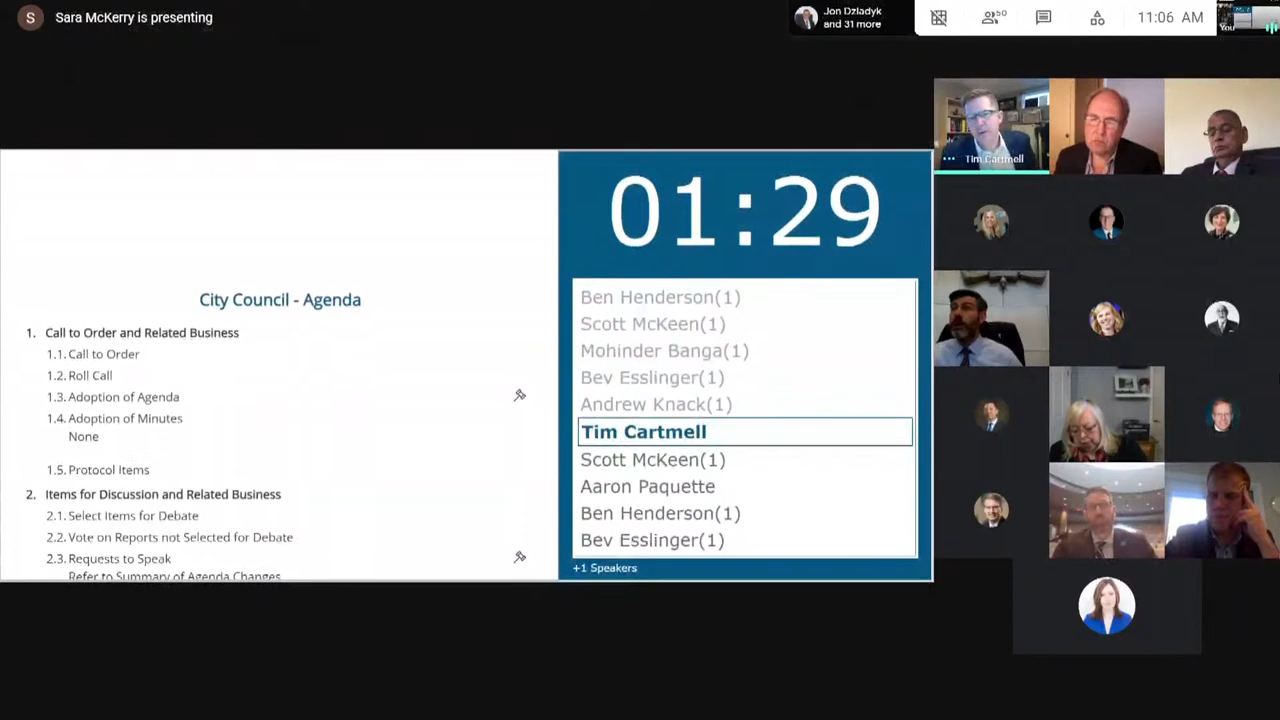 S
Sara McKerry is presenting
Jon Dziadyk
and 31 more
50
11:06 AM
You
01:29
City Council - Agenda
1. Call to Order and Related Business
1.1. Call to Order
1.2. Roll Call
1.3. Adoption of Agenda
1.4. Adoption of Minutes
None
1.5. Protocol Items
2. Items for Discussion and Related Business
2.1. Select Items for Debate
2.2. Vote on Reports not Selected for Debate
2.3. Requests to Speak
Refer to Summary of Agenda Changes
Ben Henderson(1)
Scott McKeen(1)
Mohinder Banga(1)
Bev Esslinger(1)
Andrew Knack(1)
Tim Cartmell
Scott McKeen(1)
Aaron Paquette
Ben Henderson(1)
Bev Esslinger(1)
+1 Speakers
Tim Cartmell